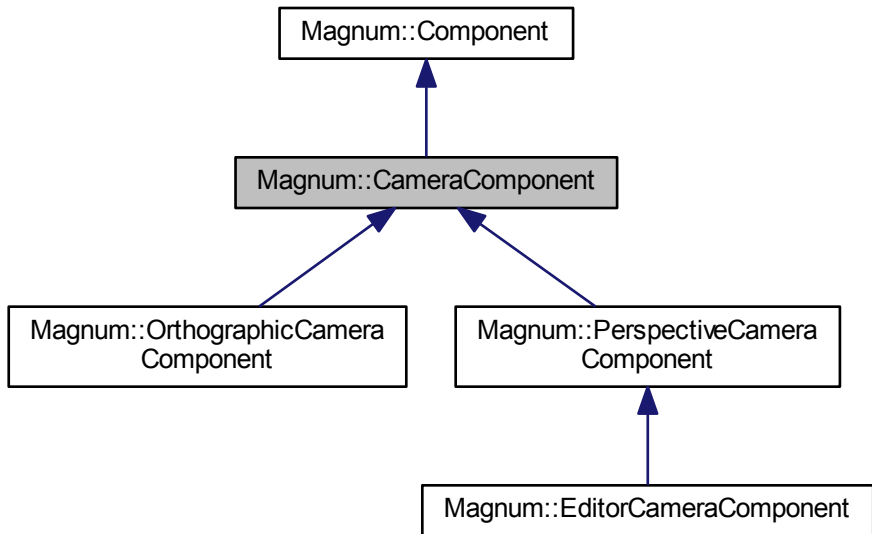 Magnum::Component
Magnum::CameraComponent
Magnum::OrthographicCamera
Component
Magnum::PerspectiveCamera
Component
Magnum::EditorCameraComponent